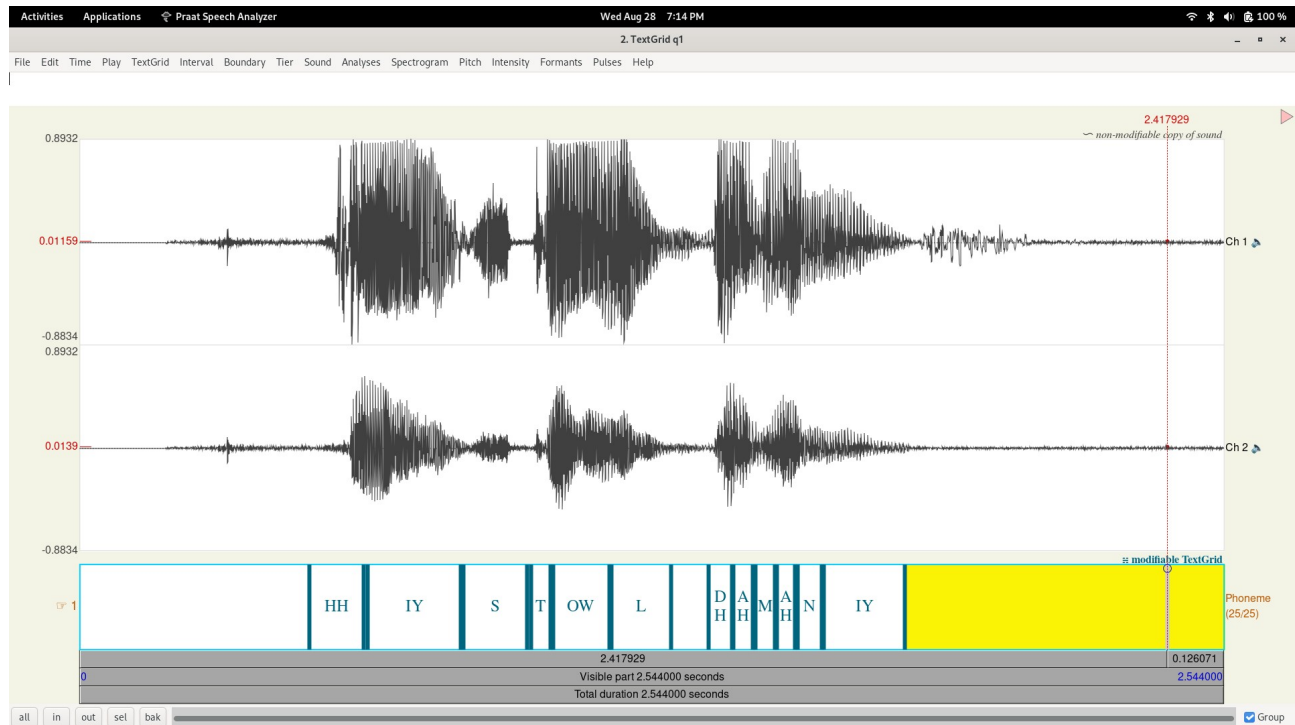 Activities Applications Praat Speech Analyzer Wed Aug 28 7:14 PM 100 %
2. TextGrid q1
File Edit Time Play TextGrid Interval Boundary Tier Sound Analyses Spectrogram Pitch Intensity Formants Pulses Help
2.417929
~ non-modifiable copy of sound
0.8932
0.01159
Ch 1
-0.8834
0.8932
0.0139
Ch 2
-0.8834
modifiable TextGrid
☞ 1
HH IY S T OW L DH AH M AH N IY
Phoneme
(25/25)
2.417929 0.126071
0 Visible part 2.544000 seconds 2.544000
Total duration 2.544000 seconds
all in out sel bak Group